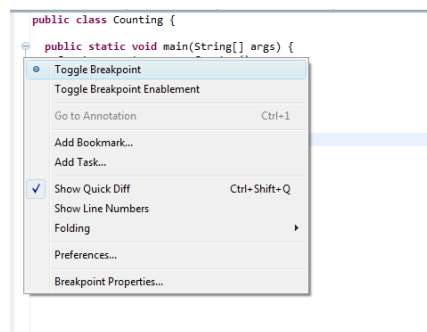 public class Counting {
public static void main(String[] args) {
Toggle Breakpoint
Toggle Breakpoint Enablement
Go to Annotation Ctrl+1
Add Bookmark...
Add Task...
Show Quick Diff Ctrl+Shift+Q
Show Line Numbers
Folding
Preferences...
Breakpoint Properties...